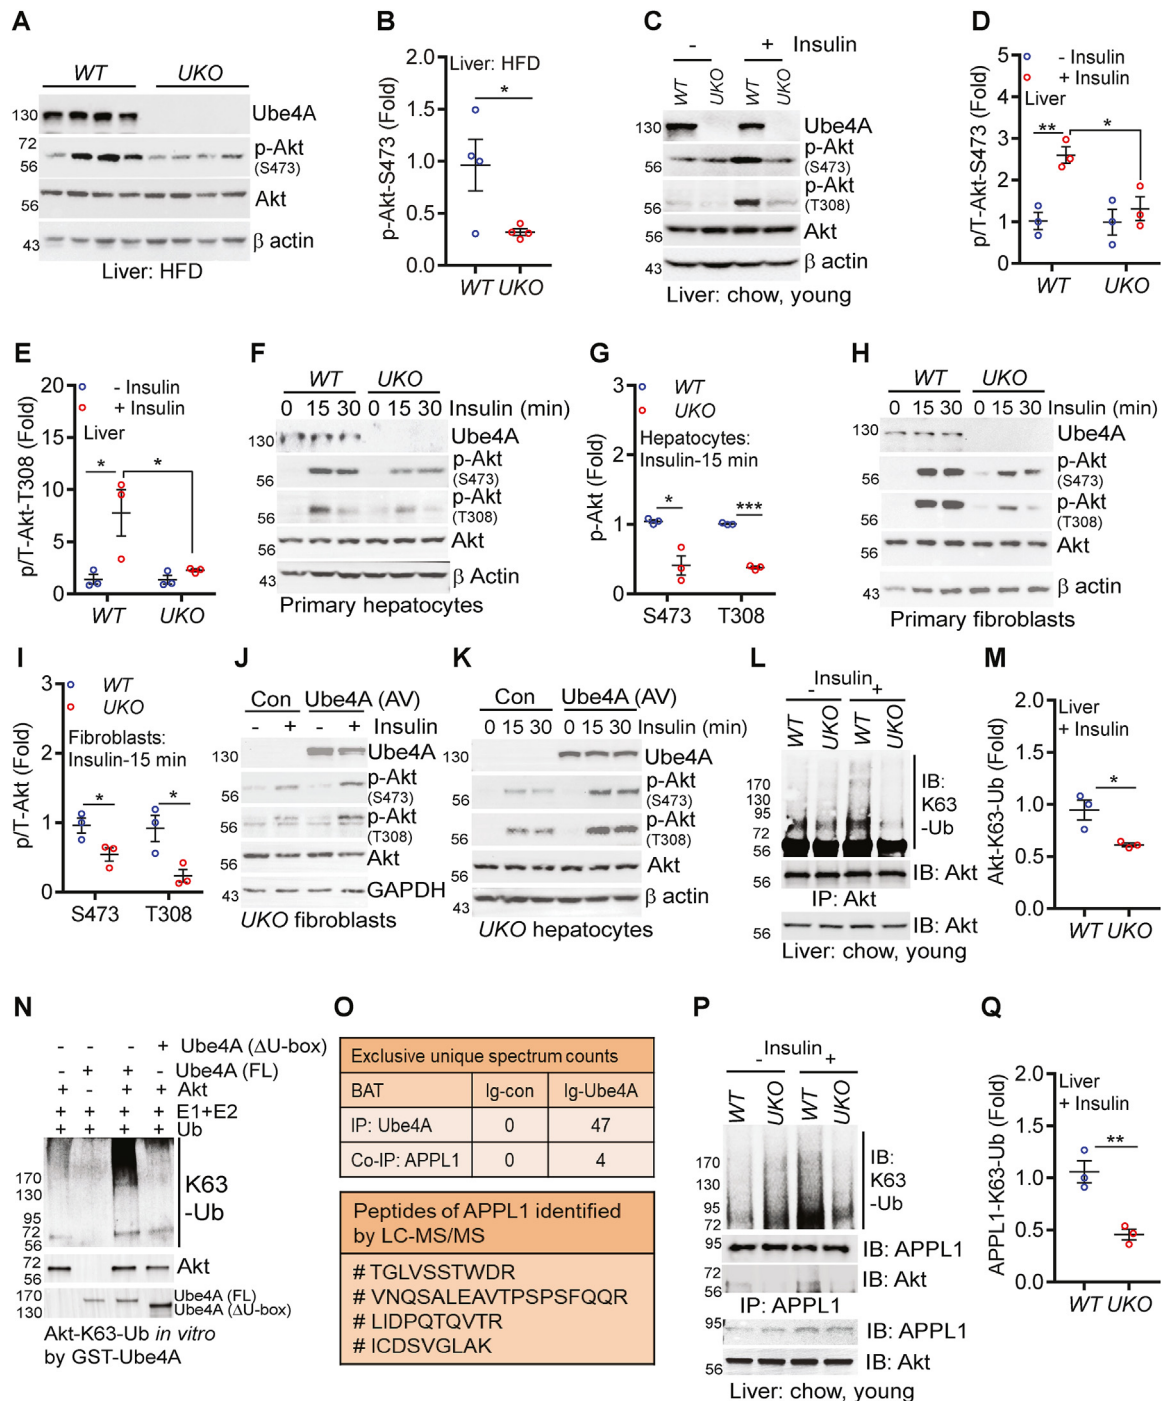 A
WT UKO
130 Ube4A
72 p-Akt
56 (S473)
56 Akt
43 β actin
Liver: HFD
B
p-Akt-S473 (Fold)
2.0
1.5
1.0
0.5
0.0
Liver: HFD
*
WT UKO
C
- + Insulin
WT UKO WT UKO
130 Ube4A
56 p-Akt
(S473)
56 p-Akt
(T308)
56 Akt
43 β actin
Liver: chow, young
D
p/T-Akt-S473 (Fold)
5
4
3
2
1
0
- Insulin
+ Insulin
Liver
** *
WT UKO
E
p/T-Akt-T308 (Fold)
20
15
10
5
0
- Insulin
+ Insulin
Liver
* *
WT UKO
F
WT UKO
0 15 30 0 15 30 Insulin (min)
130 Ube4A
56 p-Akt
(S473)
56 p-Akt
(T308)
56 Akt
43 β Actin
Primary hepatocytes
G
p-Akt (Fold)
3
2
1
0
WT
UKO
Hepatocytes:
Insulin-15 min
* ***
S473 T308
H
WT UKO
0 15 30 0 15 30 Insulin (min)
130 Ube4A
56 p-Akt
(S473)
56 p-Akt
(T308)
56 Akt
43 β actin
Primary fibroblasts
I
p/T-Akt (Fold)
3
2
1
0
WT
UKO
Fibroblasts:
Insulin-15 min
* *
S473 T308
J
Con Ube4A (AV)
- + - + Insulin
130 Ube4A
56 p-Akt
(S473)
56 p-Akt
(T308)
56 Akt
43 GAPDH
UKO fibroblasts
K
Con Ube4A (AV)
0 15 30 0 15 30 Insulin (min)
130 Ube4A
56 p-Akt
(S473)
56 p-Akt
(T308)
56 Akt
43 β actin
UKO hepatocytes
L
Insulin
- +
WT UKO WT UKO
170
130
95
72
56
IB:
K63
-Ub
56 IB: Akt
IP: Akt
56 IB: Akt
Liver: chow, young
M
Akt-K63-Ub (Fold)
2.0
1.5
1.0
0.5
0.0
Liver
+ Insulin
*
WT UKO
N
- - - + Ube4A (ΔU-box)
- + + - Ube4A (FL)
+ - + + Akt
+ + + + E1+E2
+ + + + Ub
170
130
95
72
56
K63
-Ub
72 Akt
56
170 Ube4A (FL)
130 Ube4A (ΔU-box)
Akt-K63-Ub in vitro
by GST-Ube4A
O
Exclusive unique spectrum counts
BAT Ig-con Ig-Ube4A
IP: Ube4A 0 47
Co-IP: APPL1 0 4
Peptides of APPL1 identified
by LC-MS/MS
# TGLVSSTWDR
# VNQSALEAVTPSPSFQQR
# LIDPQTQVTR
# ICDSVGLAK
P
Insulin
- +
WT UKO WT UKO
170
130
95
72
IB:
K63
-Ub
95 IB: APPL1
72 IB: Akt
56
IP: APPL1
95 IB: APPL1
56 IB: Akt
Liver: chow, young
Q
APPL1-K63-Ub (Fold)
2.0
1.5
1.0
0.5
0.0
Liver
+ Insulin
**
WT UKO